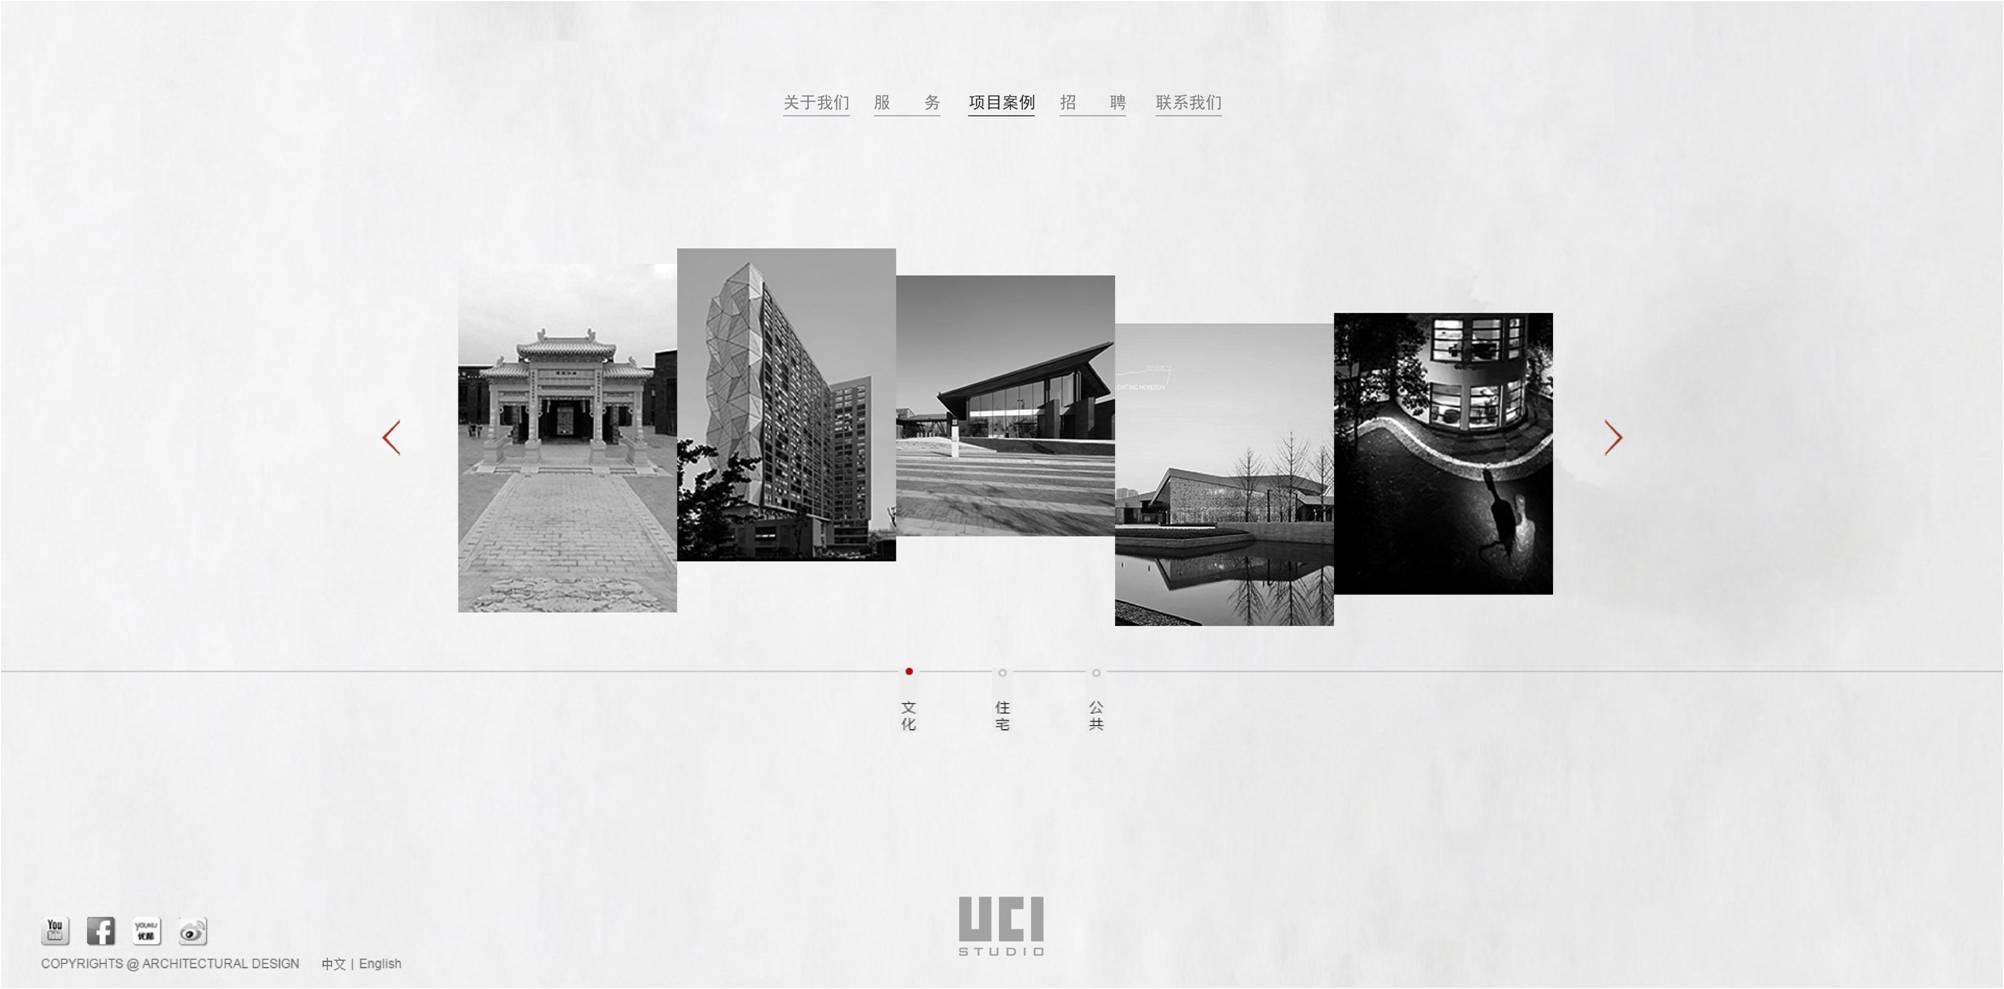 关于我们 服务 项目案例 招聘 联系我们
文化 住宅 公共
You
f
YOUKU
优酷
UCI
STUDIO
COPYRIGHTS @ ARCHITECTURAL DESIGN 中文 | English